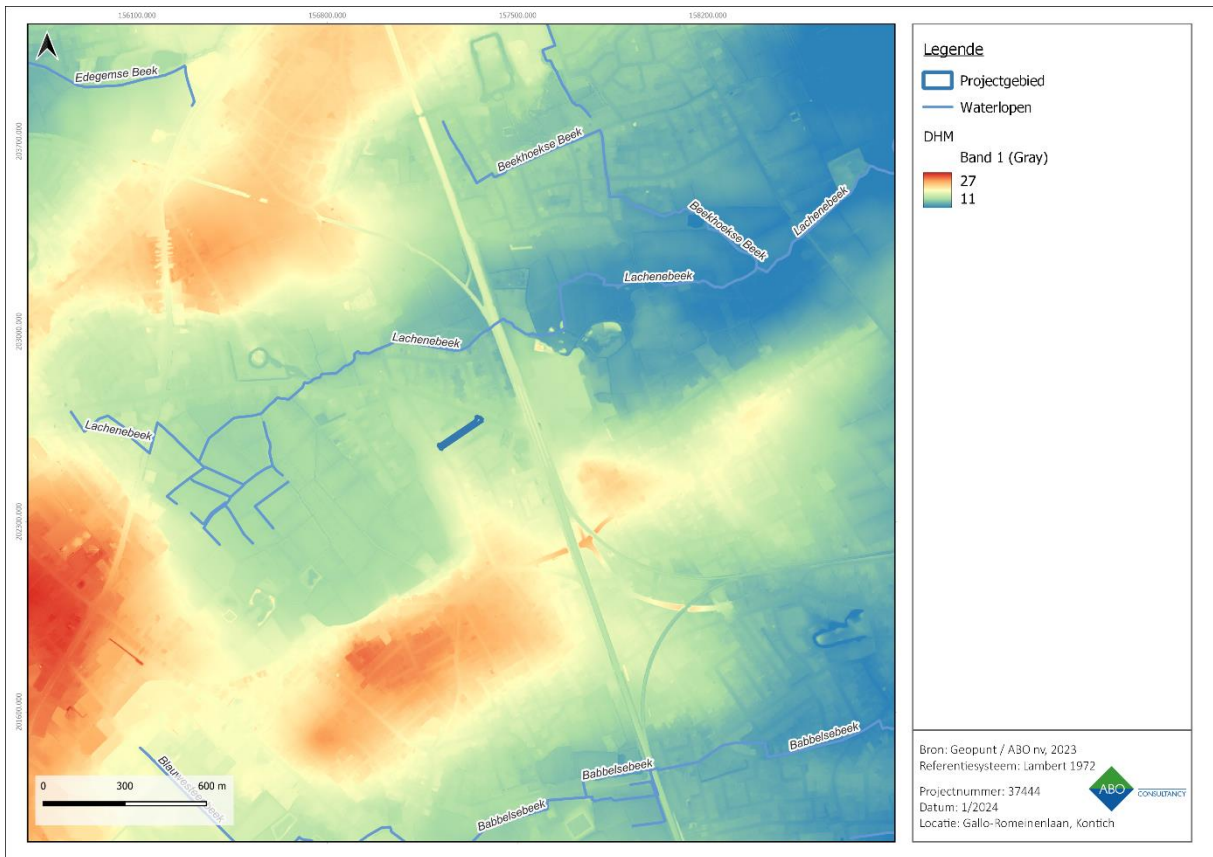 156100.000
156800.000
157500.000
158200.000
203700.000
203000.000
202300.000
201600.000
Edegemse Beek
Beekhoekse Beek
Beekhoekse Beek
Lachenebeek
Lachenebeek
Lachenebeek
Lachenebeek
Babbelsebeek
Babbelsebeek
Babbelsebeek
0
300
600 m
Legende
Projectgebied
Waterlopen
DHM
Band 1 (Gray)
27
11
Bron: Geopunt / ABO nv, 2023
Referentiesysteem: Lambert 1972
Projectnummer: 37444
Datum: 1/2024
Locatie: Gallo-Romeinenlaan, Kontich
ABO
CONSULTANCY